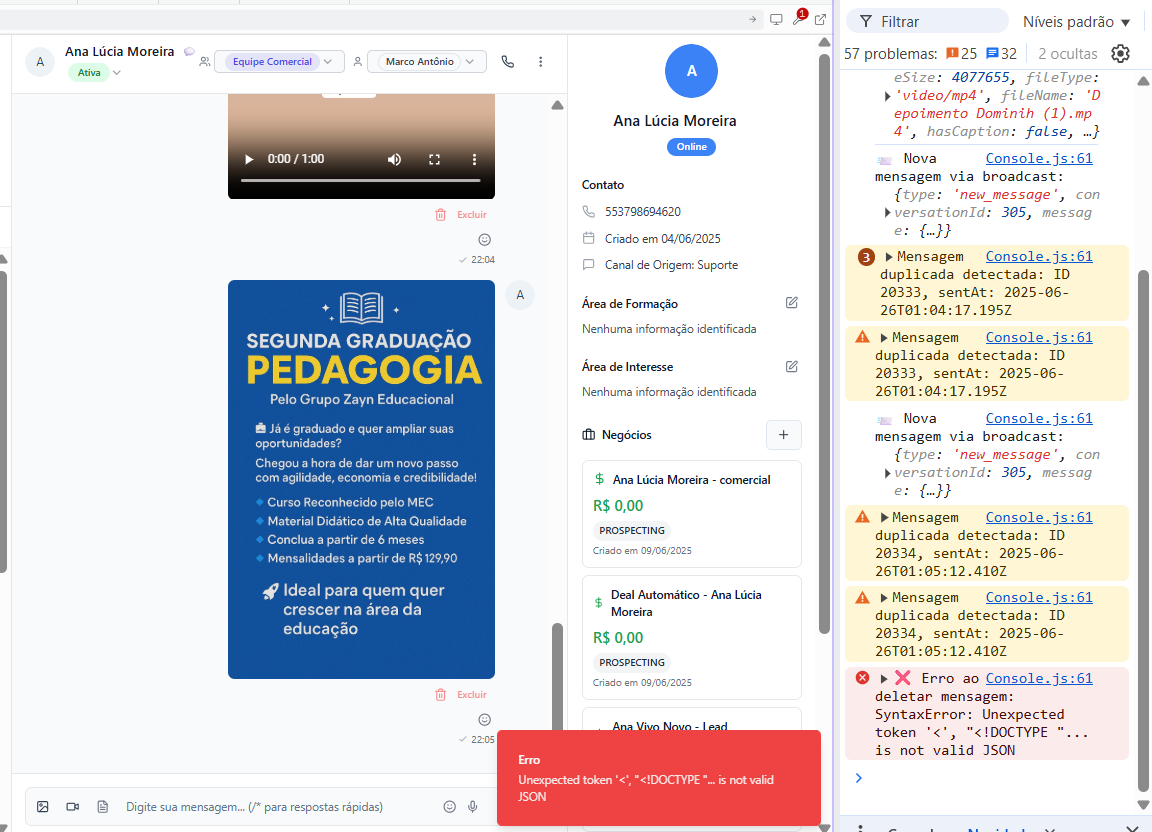 1
A
Ana Lúcia Moreira
Ativa
Equipe Comercial
Marco Antônio
0:00 / 1:00
Excluir
22:04
A
SEGUNDA GRADUAÇÃO
PEDAGOGIA
Pelo Grupo Zayn Educacional
Já é graduado e quer ampliar suas
oportunidades?
Chegou a hora de dar um novo passo
com agilidade, economia e credibilidade!
Curso Reconhecido pelo MEC
Material Didático de Alta Qualidade
Conclua a partir de 6 meses
Mensalidades a partir de R$ 129,90
Ideal para quem quer
crescer na área da
educação
Excluir
22:05
Digite sua mensagem... (/* para respostas rápidas)
A
Ana Lúcia Moreira
Online
Contato
553798694620
Criado em 04/06/2025
Canal de Origem: Suporte
Área de Formação
Nenhuma informação identificada
Área de Interesse
Nenhuma informação identificada
Negócios
+
$ Ana Lúcia Moreira - comercial
R$ 0,00
PROSPECTING
Criado em 09/06/2025
$ Deal Automático - Ana Lúcia
Moreira
R$ 0,00
PROSPECTING
Criado em 09/06/2025
Ana Vivo Novo - Lead
Erro
Unexpected token '<', "<!DOCTYPE "... is not valid
JSON
Filtrar
Níveis padrão
57 problemas: 25 32 2 ocultas
eSize: 4077655, fileType:
'video/mp4', fileName: 'D
epoimento Dominih (1).mp
4', hasCaption: false, …}
Nova Console.js:61
mensagem via broadcast:
{type: 'new_message', con
versationId: 305, messag
e: {…}}
3 Mensagem Console.js:61
duplicada detectada: ID
20333, sentAt: 2025-06-
26T01:04:17.195Z
Mensagem Console.js:61
duplicada detectada: ID
20333, sentAt: 2025-06-
26T01:04:17.195Z
Nova Console.js:61
mensagem via broadcast:
{type: 'new_message', con
versationId: 305, messag
e: {…}}
Mensagem Console.js:61
duplicada detectada: ID
20334, sentAt: 2025-06-
26T01:05:12.410Z
Mensagem Console.js:61
duplicada detectada: ID
20334, sentAt: 2025-06-
26T01:05:12.410Z
❌ Erro ao Console.js:61
deletar mensagem:
SyntaxError: Unexpected
token '<', "<!DOCTYPE "...
is not valid JSON